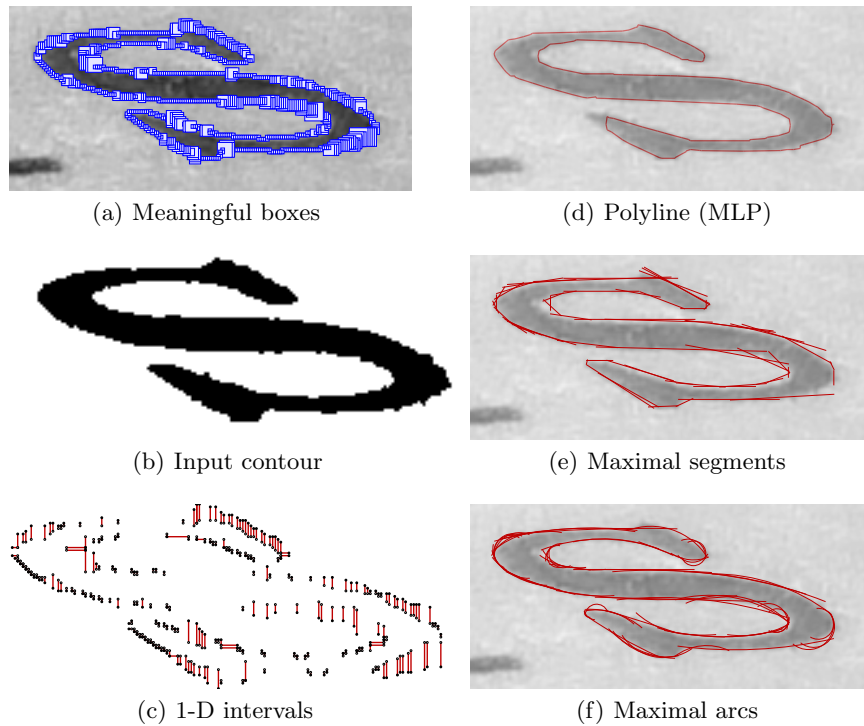 (a) Meaningful boxes
(d) Polyline (MLP)
(b) Input contour
(e) Maximal segments
(c) 1-D intervals
(f) Maximal arcs